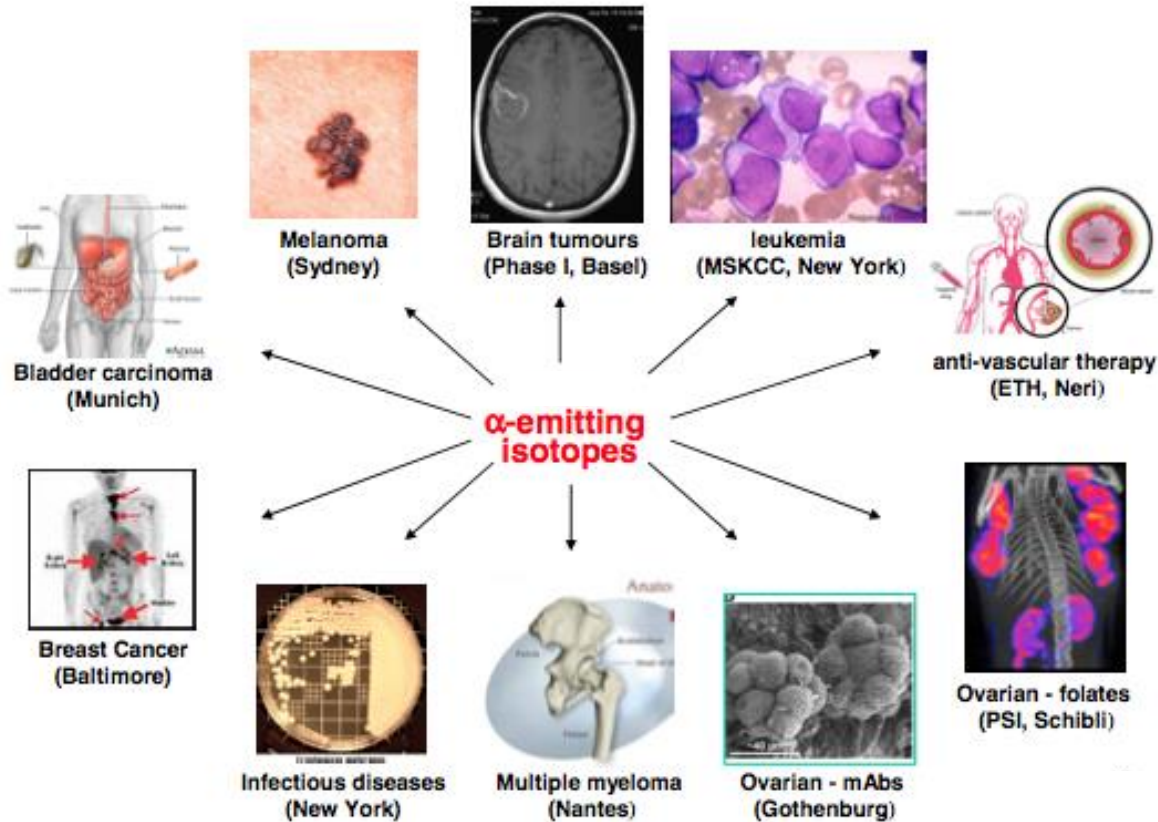 Melanoma
(Sydney)
Brain tumours
(Phase I, Basel)
leukemia
(MSKCC, New York)
Bladder carcinoma
(Munich)
anti-vascular therapy
(ETH, Neri)
α-emitting
isotopes
Breast Cancer
(Baltimore)
Ovarian - folates
(PSI, Schibli)
Infectious diseases
(New York)
Multiple myeloma
(Nantes)
Anato
Ovarian - mAbs
(Gothenburg)